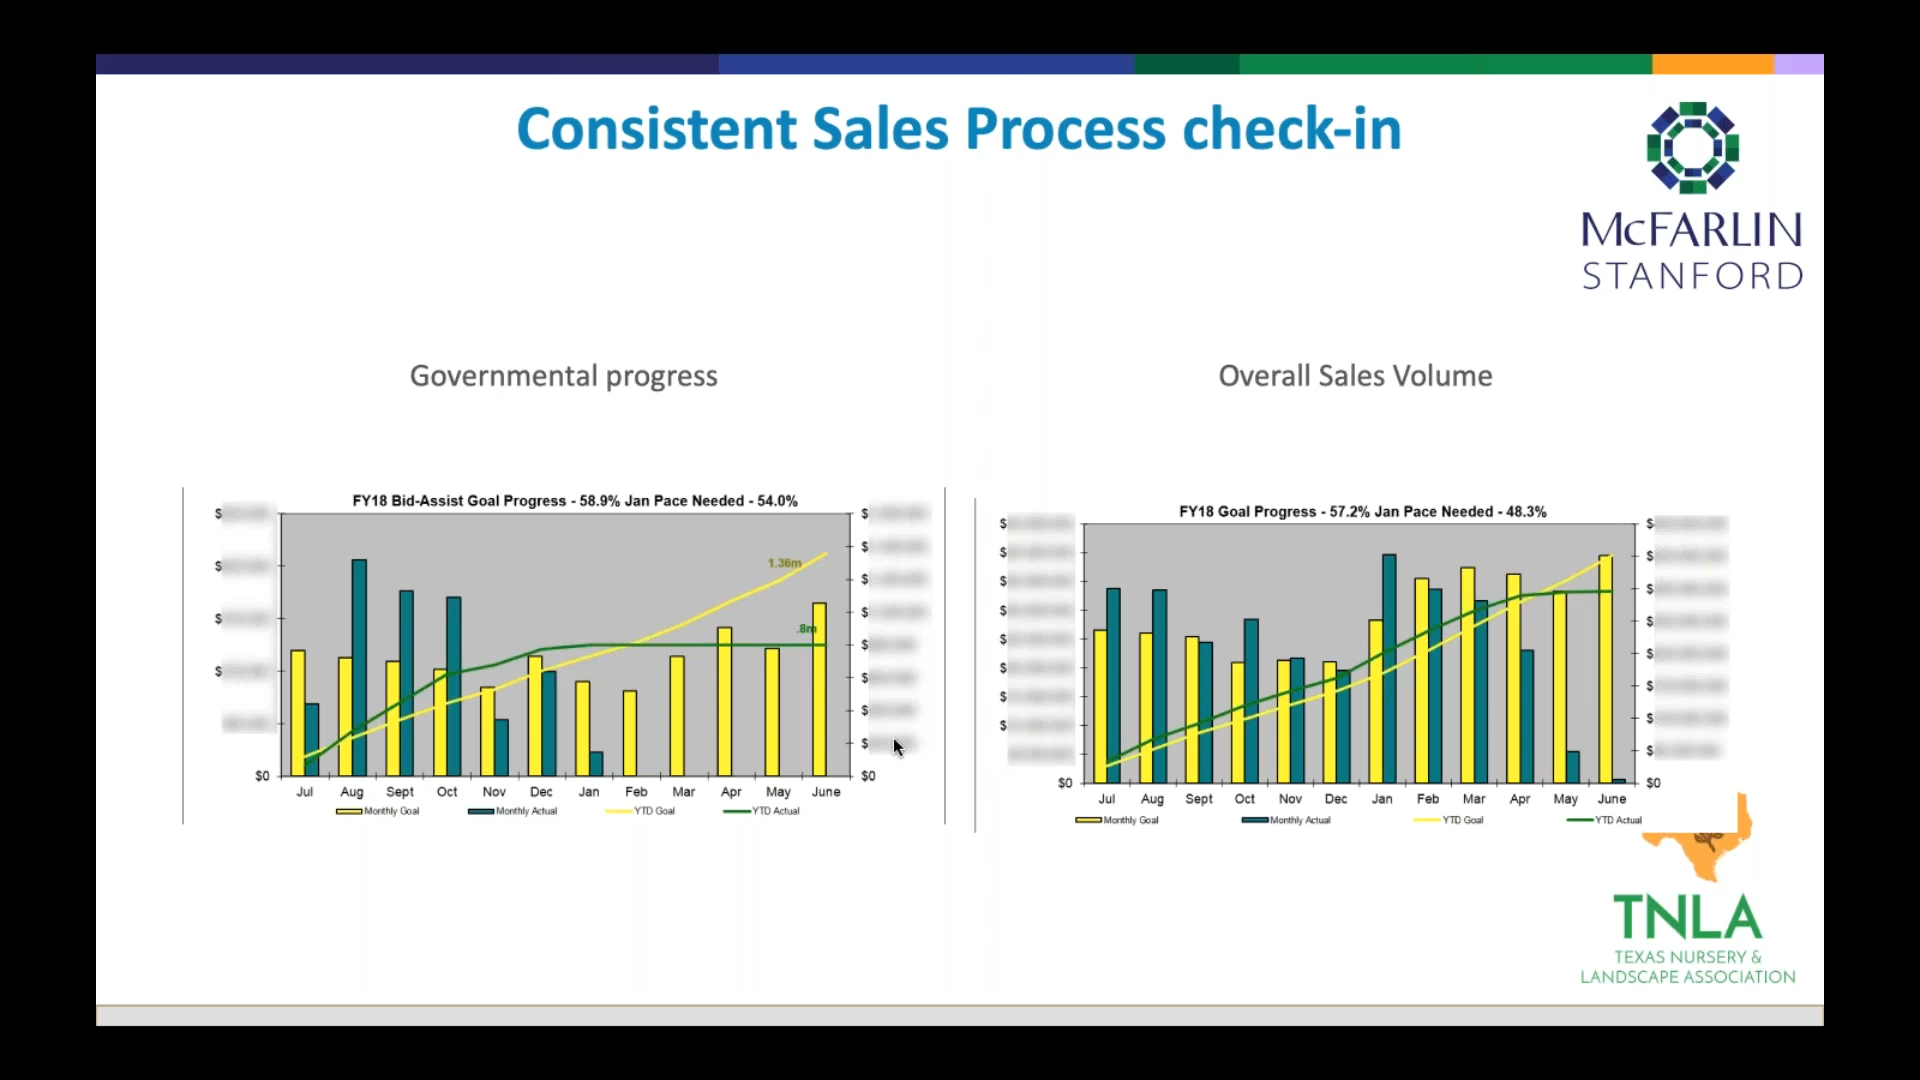 Consistent Sales Process check-in
McFARLIN
STANFORD
Governmental progress
Overall Sales Volume
FY18 Bid-Assist Goal Progress - 58.9% Jan Pace Needed - 54.0%
$
$
$
$
$0
$
$
$
$
$
$
$
$
$0
1.36m
.8m
Jul Aug Sept Oct Nov Dec Jan Feb Mar Apr May June
Monthly Goal Monthly Actual YTD Goal YTD Actual
FY18 Goal Progress - 57.2% Jan Pace Needed - 48.3%
$
$
$
$
$
$
$
$
$0
$
$
$
$
$
$
$
$
$0
Jul Aug Sept Oct Nov Dec Jan Feb Mar Apr May June
Monthly Goal Monthly Actual YTD Goal YTD Actual
TNLA
TEXAS NURSERY &
LANDSCAPE ASSOCIATION